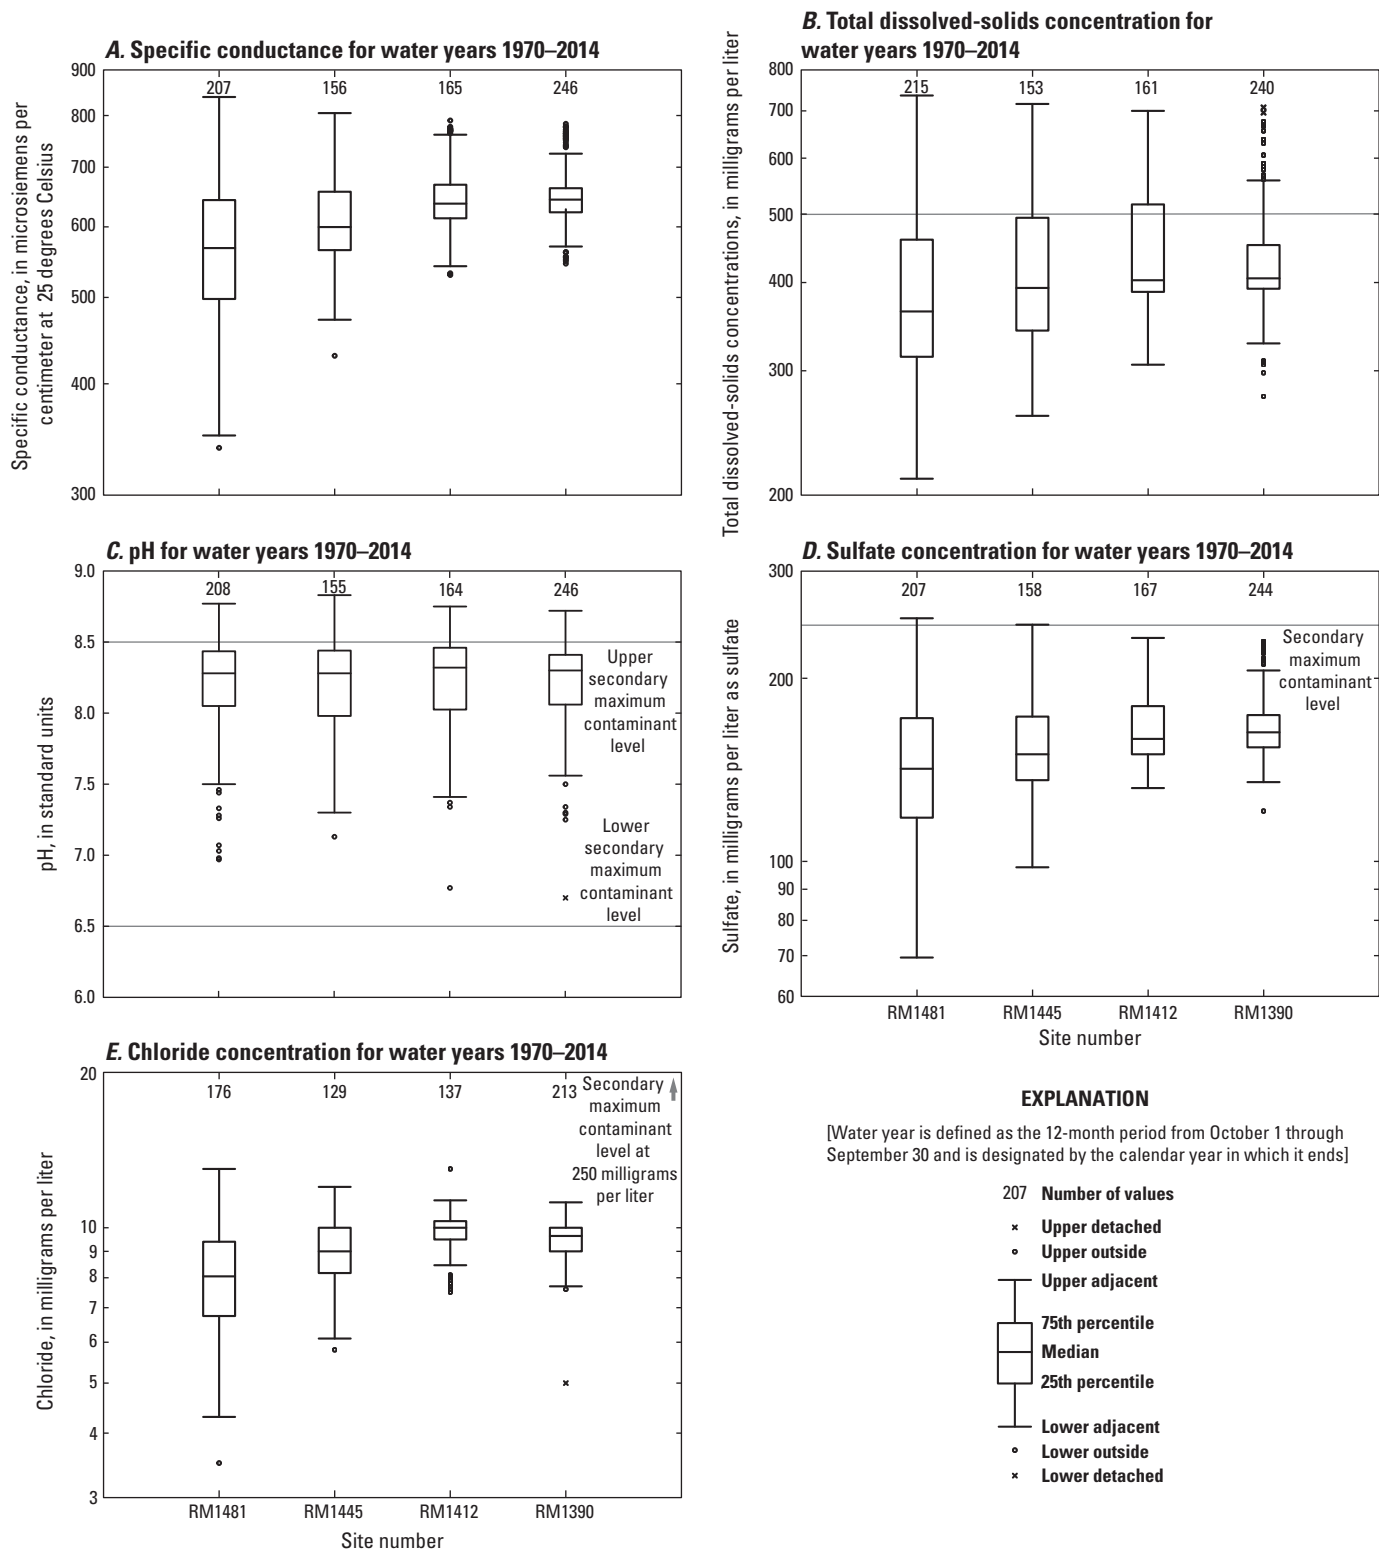 A. Specific conductance for water years 1970–2014
Specific conductance, in microsiemens per
centimeter at 25 degrees Celsius
900
800
700
600
500
400
300
207
156
165
246
B. Total dissolved-solids concentration for
water years 1970–2014
Total dissolved-solids concentrations, in milligrams per liter
800
700
600
500
400
300
200
215
153
161
240
C. pH for water years 1970–2014
pH, in standard units
9.0
8.5
8.0
7.5
7.0
6.5
6.0
208
155
164
246
Upper
secondary
maximum
contaminant
level
Lower
secondary
maximum
contaminant
level
D. Sulfate concentration for water years 1970–2014
Sulfate, in milligrams per liter as sulfate
300
200
100
90
80
70
60
207
158
167
244
Secondary
maximum
contaminant
level
RM1481
RM1445
RM1412
RM1390
Site number
E. Chloride concentration for water years 1970–2014
Chloride, in milligrams per liter
20
10
9
8
7
6
5
4
3
176
129
137
213
Secondary
maximum
contaminant
level at
250 milligrams
per liter
RM1481
RM1445
RM1412
RM1390
Site number
EXPLANATION
[Water year is defined as the 12-month period from October 1 through
September 30 and is designated by the calendar year in which it ends]
207 Number of values
× Upper detached
o Upper outside
Upper adjacent
75th percentile
Median
25th percentile
Lower adjacent
o Lower outside
× Lower detached